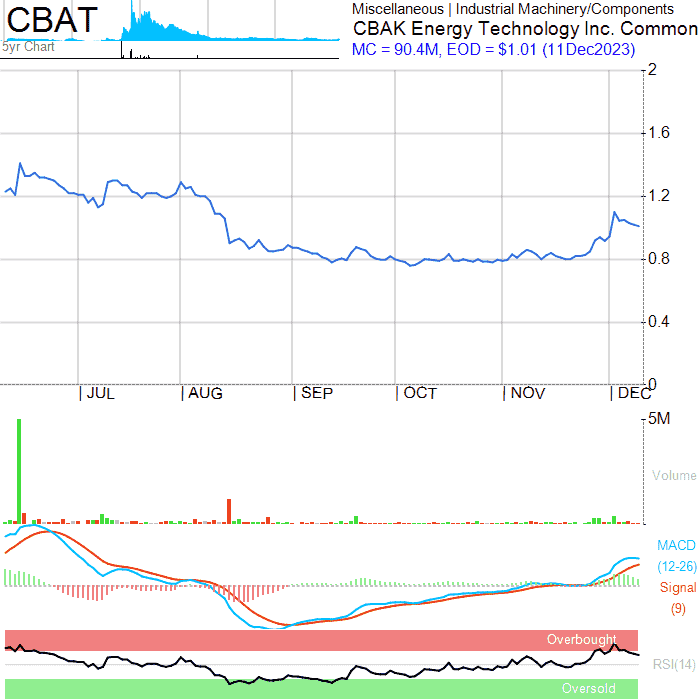 CBAT
5yr Chart
Miscellaneous | Industrial Machinery/Components
CBAK Energy Technology Inc. Common
MC = 90.4M, EOD = $1.01 (11Dec2023)
2
1.6
1.2
0.8
0.4
0
| JUL | AUG | SEP | OCT | NOV | DEC
5M
Volume
MACD
(12-26)
Signal
(9)
Overbought
RSI(14)
Oversold